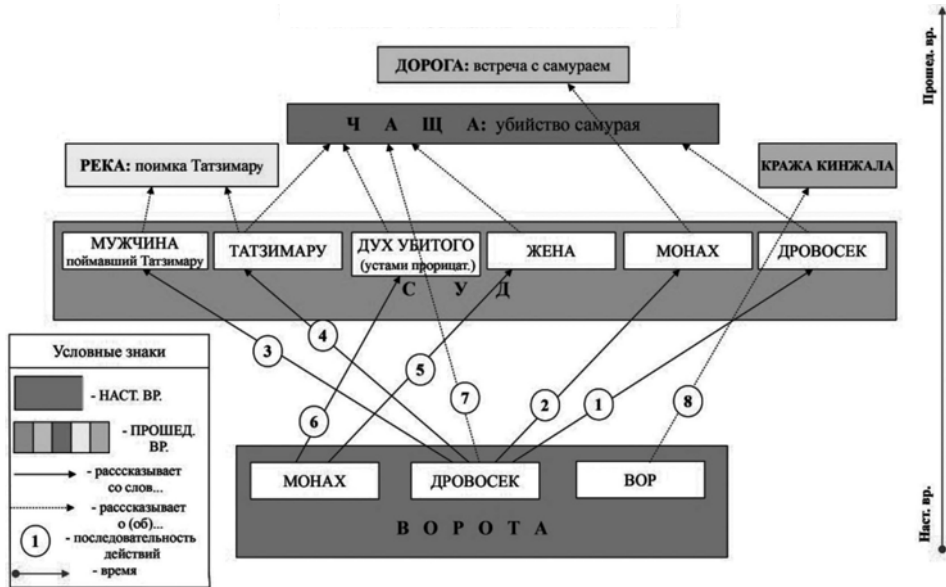 Прошед. вр.
ДОРОГА: встреча с самураем
Ч А Щ А: убийство самурая
РЕКА: поимка Татзимару
КРАЖА КИНЖАЛА
МУЖЧИНА
поймавший Татзимару
ТАТЗИМАРУ
ДУХ УБИТОГО
(устами прорицат.)
ЖЕНА
МОНАХ
ДРОВОСЕК
С У Д
3
4
6
5
7
2
1
8
Условные знаки
- НАСТ. ВР.
- ПРОШЕД.
ВР.
- расссказывает
со слов...
- расссказывает
о (об)...
1
- последовательность
действий
- время
МОНАХ
ДРОВОСЕК
ВОР
В О Р О Т А
Наст. вр.